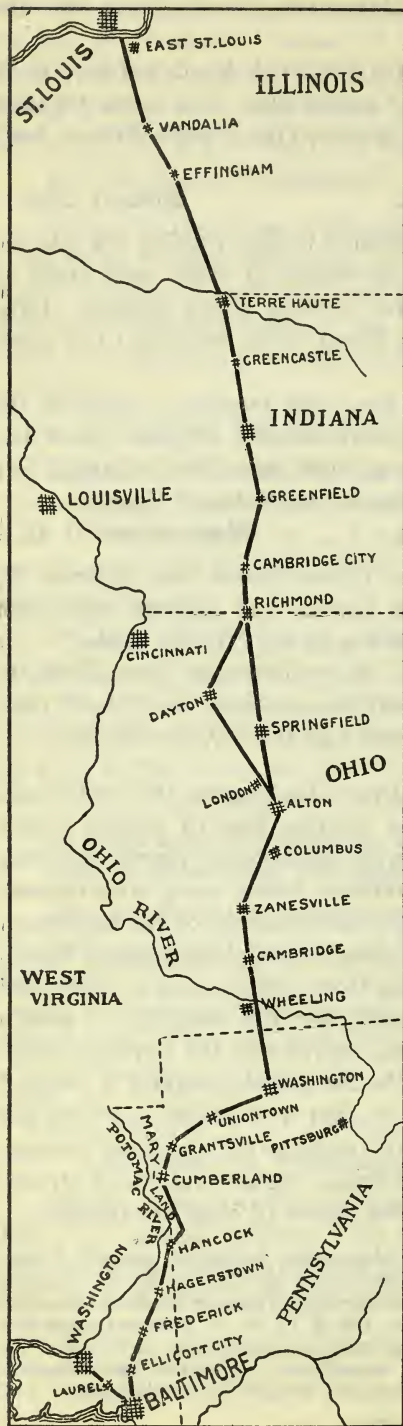 ST. LOUIS
EAST ST. LOUIS
ILLINOIS
VANDALIA
EFFINGHAM
TERRE HAUTE
GREENCASTLE
INDIANA
LOUISVILLE
GREENFIELD
CAMBRIDGE CITY
RICHMOND
CINCINNATI
DAYTON
SPRINGFIELD
OHIO
LONDON
ALTON
COLUMBUS
OHIO RIVER
ZANESVILLE
CAMBRIDGE
WEST
VIRGINIA
WHEELING
WASHINGTON
UNIONTOWN
PITTSBURG
GRANTSVILLE
MARY-
LAND
CUMBERLAND
POTOMAC
RIVER
HANCOCK
PENNSYLVANIA
HAGERSTOWN
WASHINGTON
FREDERICK
ELLICOTT CITY
LAUREL
BALTIMORE